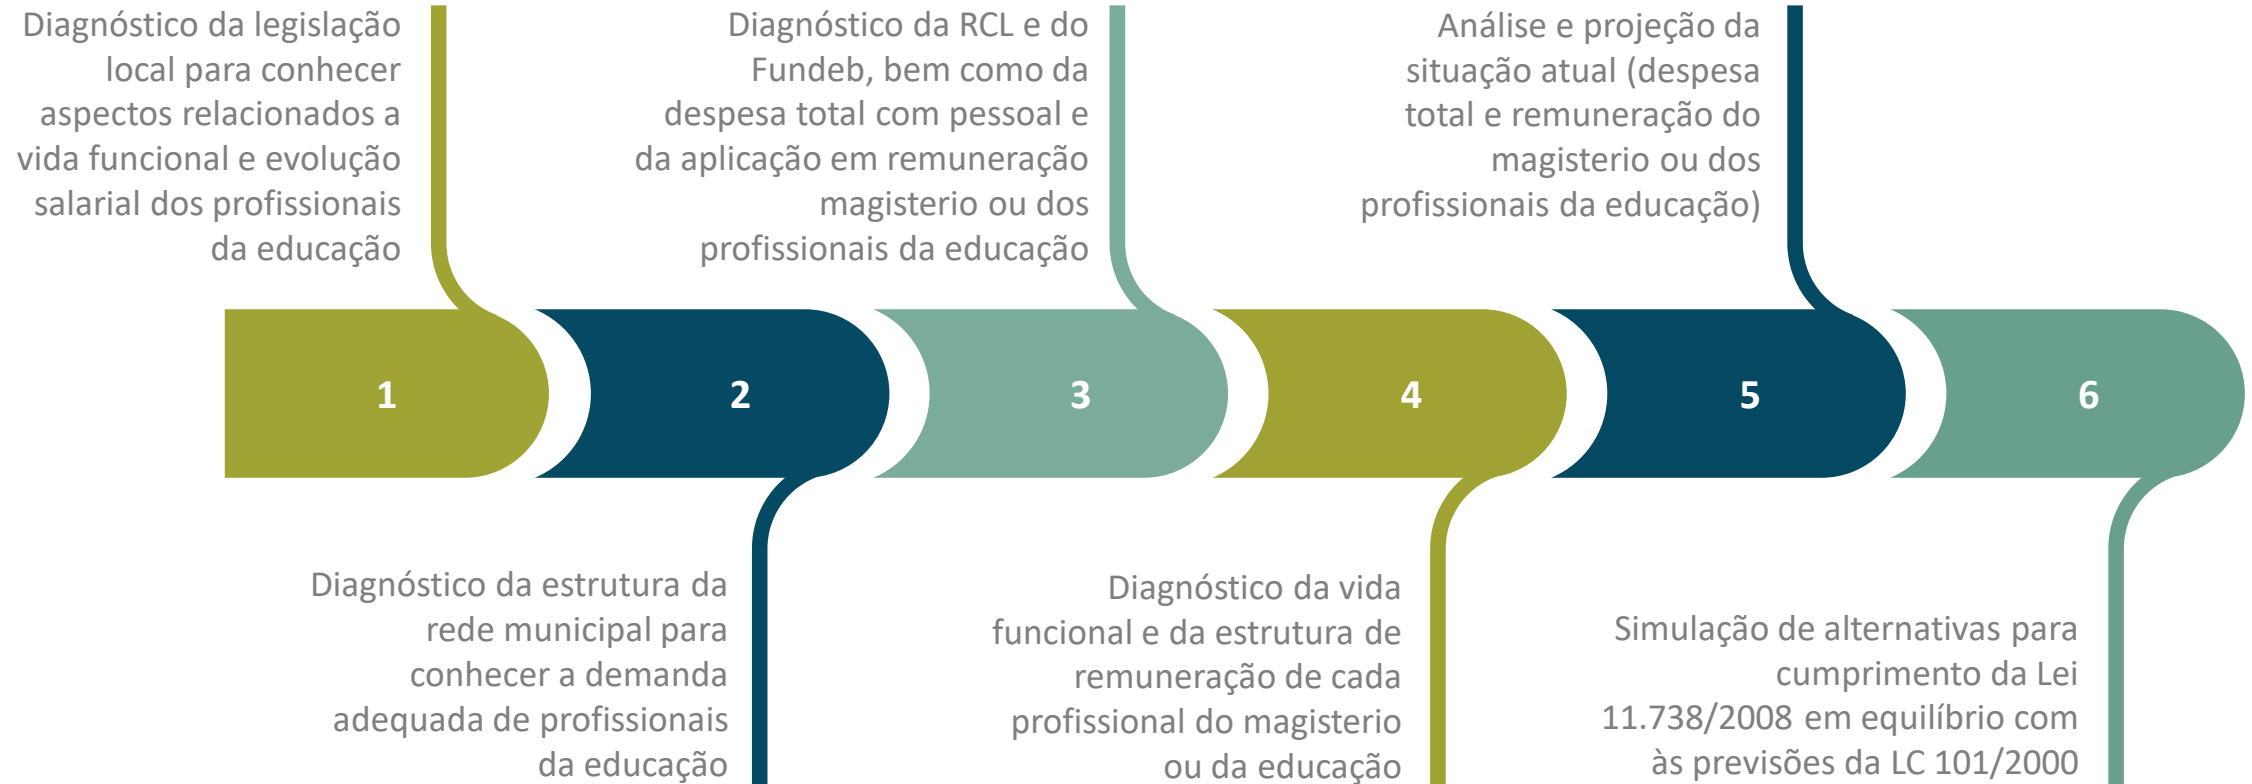 Diagnóstico da legislação
local para conhecer
aspectos relacionados a
vida funcional e evolução
salarial dos profissionais
da educação
Diagnóstico da RCL e do
Fundeb, bem como da
despesa total com pessoal e
da aplicação em remuneração
magisterio ou dos
profissionais da educação
Análise e projeção da
situação atual (despesa
total e remuneração do
magisterio ou dos
profissionais da educação)
1
2
3
4
5
6
Diagnóstico da estrutura da
rede municipal para
conhecer a demanda
adequada de profissionais
da educação
Diagnóstico da vida
funcional e da estrutura de
remuneração de cada
profissional do magisterio
ou da educação
Simulação de alternativas para
cumprimento da Lei
11.738/2008 em equilíbrio com
às previsões da LC 101/2000